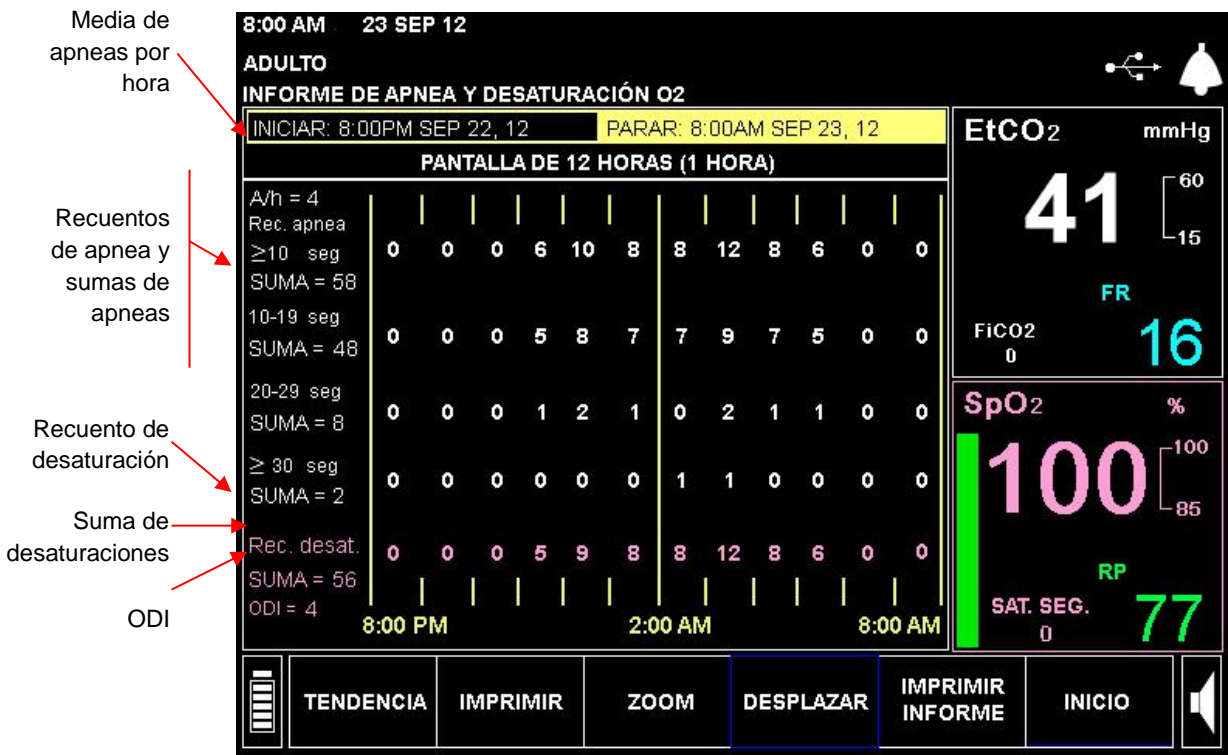 Media de
apneas por
hora
Recuentos
de apnea y
sumas de
apneas
Recuento de
desaturación
Suma de
desaturaciones
ODI
8:00 AM 23 SEP 12
ADULTO
INFORME DE APNEA Y DESATURACIÓN O2
INICIAR: 8:00PM SEP 22, 12 PARAR: 8:00AM SEP 23, 12
PANTALLA DE 12 HORAS (1 HORA)
A/h = 4
Rec. apnea
≥10 seg 0 0 0 6 10 8 8 12 8 6 0 0
SUMA = 58
10-19 seg
SUMA = 48 0 0 0 5 8 7 7 9 7 5 0 0
20-29 seg
SUMA = 8 0 0 0 1 2 1 0 2 1 1 0 0
≥ 30 seg
SUMA = 2 0 0 0 0 0 0 1 1 0 0 0 0
Rec. desat. 0 0 0 5 9 8 8 12 8 6 0 0
SUMA = 56
ODI = 4
8:00 PM 2:00 AM 8:00 AM
EtCO2 mmHg
41 60
15
FR
FiCO2
0
16
SpO2 %
100 100
85
RP
SAT. SEG.
0
77
TENDENCIA IMPRIMIR ZOOM DESPLAZAR IMPRIMIR INFORME INICIO